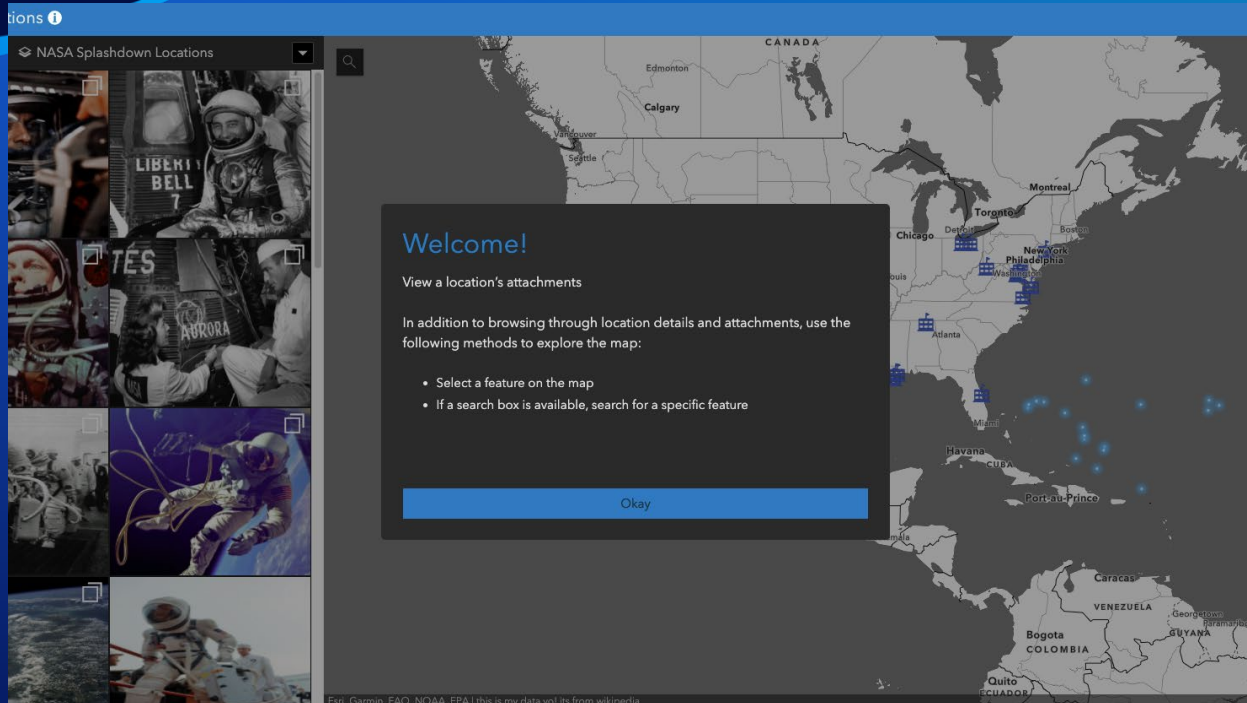 tions
NASA Splashdown Locations
LIBERTY
BELL
7
TES
AURORA
Welcome!
View a location's attachments
In addition to browsing through location details and attachments, use the
following methods to explore the map:
• Select a feature on the map
• If a search box is available, search for a specific feature
Okay
CANADA
Edmonton
Calgary
Vancouver
Seattle
Montreal
Toronto
Chicago
Detroit
Boston
New York
Philadelphia
Washington
ouis
Atlanta
Miami
Havana
CUBA
Port-au-Prince
emala
Caracas
VENEZUELA
Georgetown
Paramaribo
GUYANA
Bogota
COLOMBIA
Quito
ECUADOR
Esri, Garmin, FAO, NOAA, EPA | this is my data yo! its from wikipedia